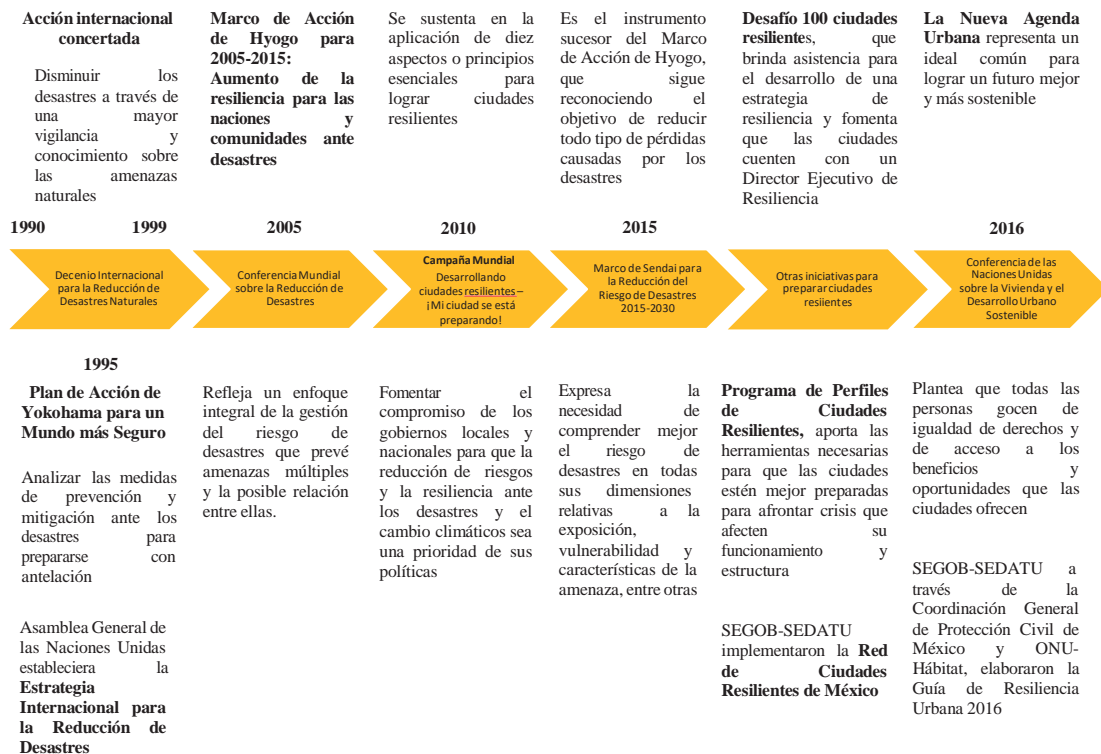 Acción internacional
concertada
Disminuir los
desastres a través de
una mayor
vigilancia y
conocimiento sobre
las amenazas
naturales
Marco de Acción
de Hyogo para
2005-2015:
Aumento de la
resiliencia para las
naciones y
comunidades ante
desastres
Se sustenta en la
aplicación de diez
aspectos o principios
esenciales para
lograr ciudades
resilientes
Es el instrumento
sucesor del Marco
de Acción de Hyogo,
que sigue
reconociendo el
objetivo de reducir
todo tipo de pérdidas
causadas por los
desastres
Desafío 100 ciudades
resilientes, que
brinda asistencia para
el desarrollo de una
estrategia de
resiliencia y fomenta
que las ciudades
cuenten con un
Director Ejecutivo de
Resiliencia
La Nueva Agenda
Urbana representa un
ideal común para
lograr un futuro mejor
y más sostenible
1990 1999
2005
2010
2015
2016
Decenio Internacional
para la Reducción de
Desastres Naturales
Conferencia Mundial
sobre la Reducción de
Desastres
Campaña Mundial
Desarrollando
ciudades resilientes –
¡Mi ciudad se está
preparando!
Marco de Sendai para
la Reducción del
Riesgo de Desastres
2015-2030
Otras iniciativas para
preparar ciudades
resiientes
Conferencia de las
Naciones Unidas
sobre la Vivienda y el
Desarrollo Urbano
Sostenible
1995
Plan de Acción de
Yokohama para un
Mundo más Seguro
Analizar las medidas
de prevención y
mitigación ante los
desastres para
prepararse con
antelación
Asamblea General de
las Naciones Unidas
estableciera la
Estrategia
Internacional para
la Reducción de
Desastres
Refleja un enfoque
integral de la gestión
del riesgo de
desastres que prevé
amenazas múltiples
y la posible relación
entre ellas.
Fomentar el
compromiso de los
gobiernos locales y
nacionales para que la
reducción de riesgos
y la resiliencia ante
los desastres y el
cambio climáticos sea
una prioridad de sus
políticas
Expresa la
necesidad de
comprender mejor
el riesgo de
desastres en todas
sus dimensiones
relativas a la
exposición,
vulnerabilidad y
características de la
amenaza, entre otras
Programa de Perfiles
de Ciudades
Resilientes, aporta las
herramientas necesarias
para que las ciudades
estén mejor preparadas
para afrontar crisis que
afecten su
funcionamiento y
estructura
SEGOB-SEDATU
implementaron la Red
de Ciudades
Resilientes de México
Plantea que todas las
personas gocen de
igualdad de derechos y
de acceso a los
beneficios y
oportunidades que las
ciudades ofrecen
SEGOB-SEDATU a
través de la
Coordinación General
de Protección Civil de
México y ONU-
Hábitat, elaboraron la
Guía de Resiliencia
Urbana 2016